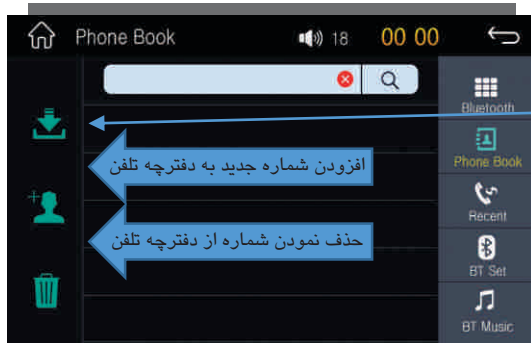 Phone Book
18
00 00
Bluetooth
افزودن شماره جدید به دفترچه تلفن
Phone Book
Recent
حذف نمودن شماره از دفترچه تلفن
BT Set
BT Music